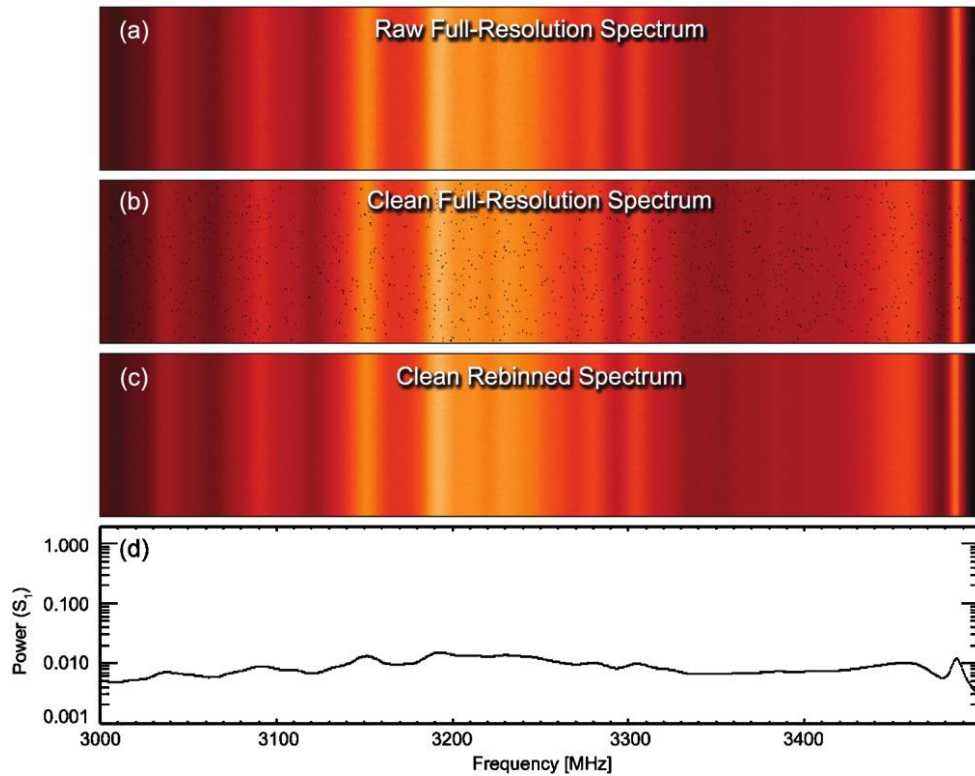 (a) Raw Full-Resolution Spectrum
(b) Clean Full-Resolution Spectrum
(c) Clean Rebinned Spectrum
(d)
1.000
0.100
0.010
0.001
Power (S₁)
3000 3100 3200 3300 3400
Frequency [MHz]